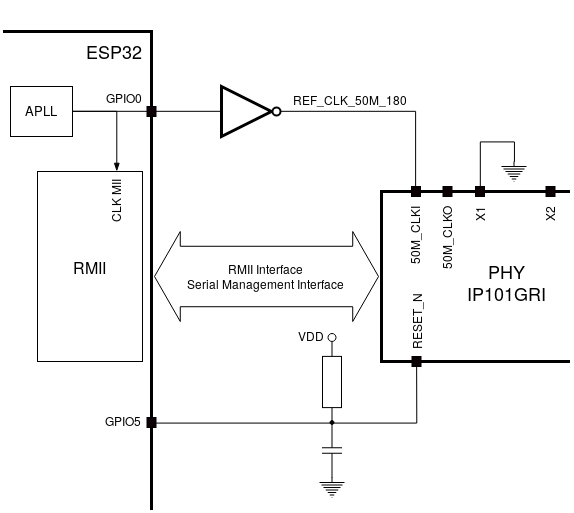 ESP32
GPIO0
REF_CLK_50M_180
APLL
CLK MII
RMII
RMII Interface
Serial Management Interface
50M_CLKI
50M_CLKO
X1
X2
PHY
IP101GRI
RESET_N
VDD
GPIO5